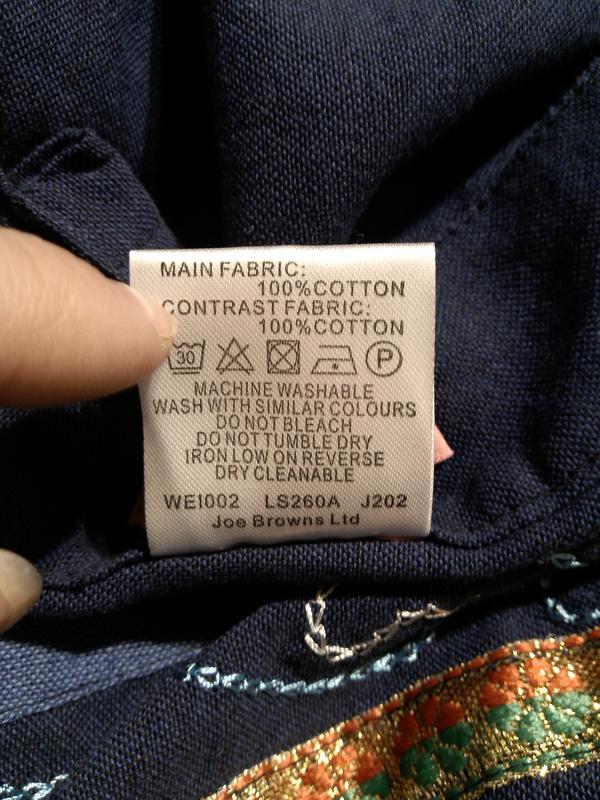 MAIN FABRIC:
100%COTTON
CONTRAST FABRIC:
100%COTTON
30 P
MACHINE WASHABLE
WASH WITH SIMILAR COLOURS
DO NOT BLEACH
DO NOT TUMBLE DRY
IRON LOW ON REVERSE
DRY CLEANABLE
WEI002 LS260A J202
Joe Browns Ltd